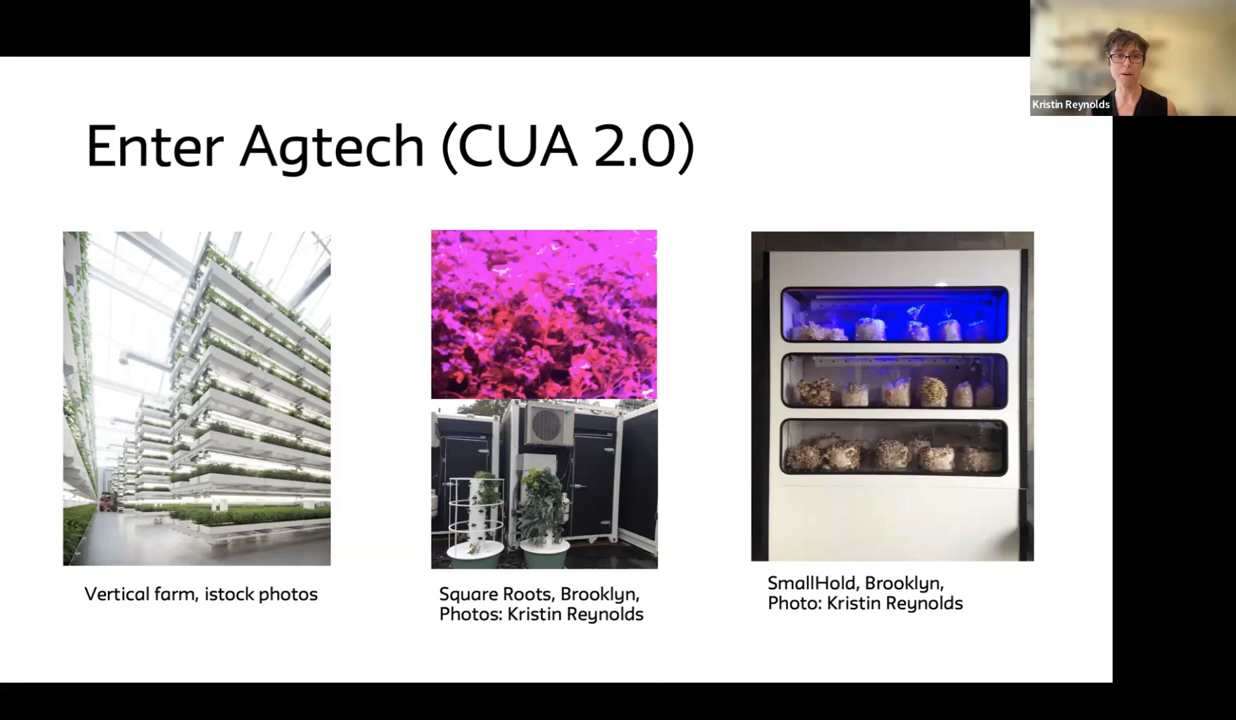 Kristin Reynolds
Enter Agtech (CUA 2.0)
Vertical farm, istock photos
Square Roots, Brooklyn,
Photos: Kristin Reynolds
SmallHold, Brooklyn,
Photo: Kristin Reynolds